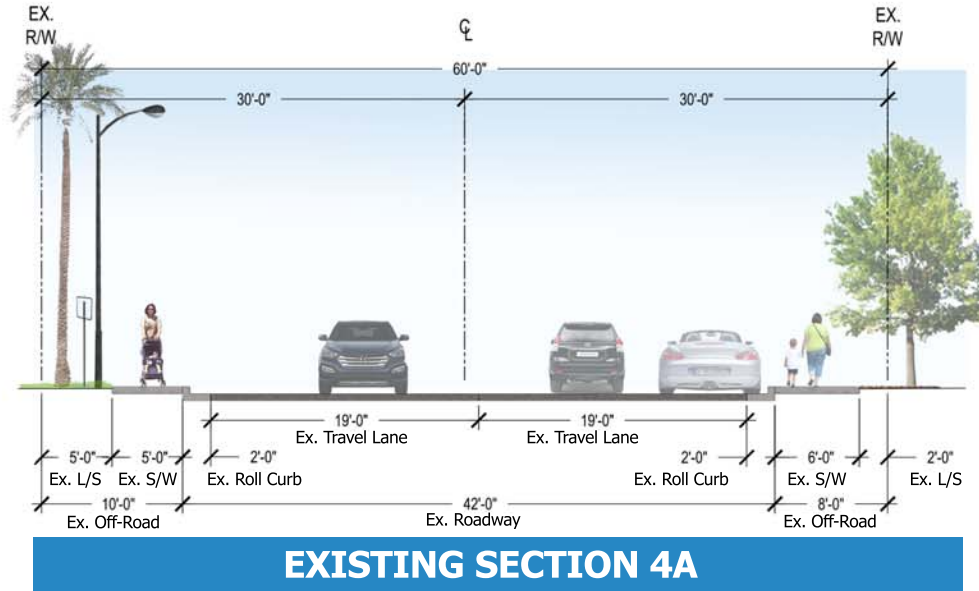 EX.
R/W
℄
EX.
R/W
60'-0"
30'-0"
30'-0"
19'-0"
Ex. Travel Lane
19'-0"
Ex. Travel Lane
5'-0"
Ex. L/S
5'-0"
Ex. S/W
2'-0"
Ex. Roll Curb
2'-0"
Ex. Roll Curb
6'-0"
Ex. S/W
2'-0"
Ex. L/S
10'-0"
Ex. Off-Road
42'-0"
Ex. Roadway
8'-0"
Ex. Off-Road
EXISTING SECTION 4A